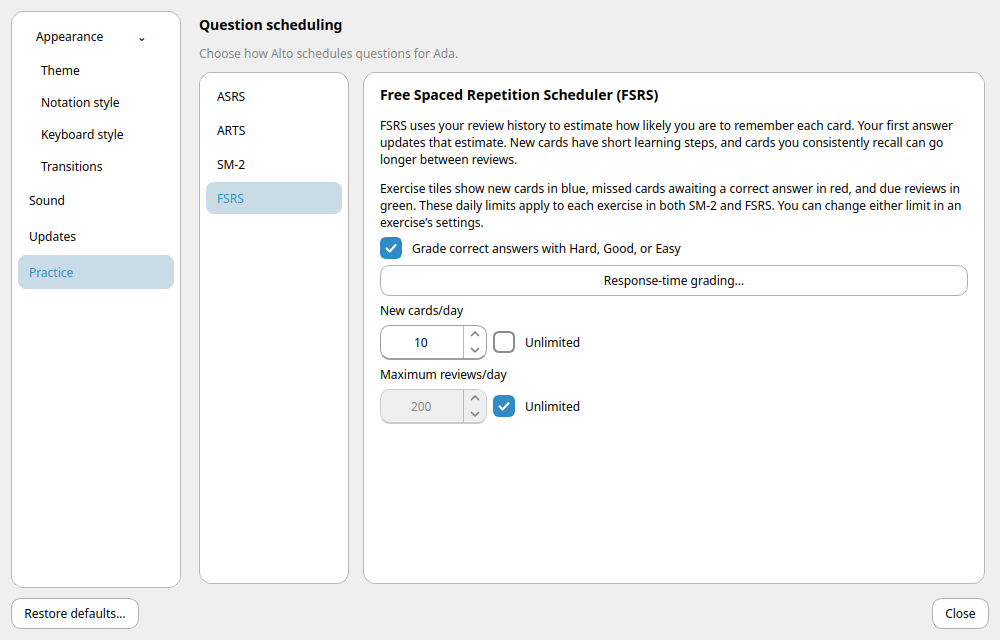 Appearance
Theme
Notation style
Keyboard style
Transitions
Sound
Updates
Practice
Question scheduling
Choose how Alto schedules questions for Ada.
ASRS
ARTS
SM-2
FSRS
Free Spaced Repetition Scheduler (FSRS)
FSRS uses your review history to estimate how likely you are to remember each card. Your first answer
updates that estimate. New cards have short learning steps, and cards you consistently recall can go
longer between reviews.
Exercise tiles show new cards in blue, missed cards awaiting a correct answer in red, and due reviews in
green. These daily limits apply to each exercise in both SM-2 and FSRS. You can change either limit in an
exercise’s settings.
Grade correct answers with Hard, Good, or Easy
Response-time grading...
New cards/day
10 Unlimited
Maximum reviews/day
200 Unlimited
Restore defaults...
Close